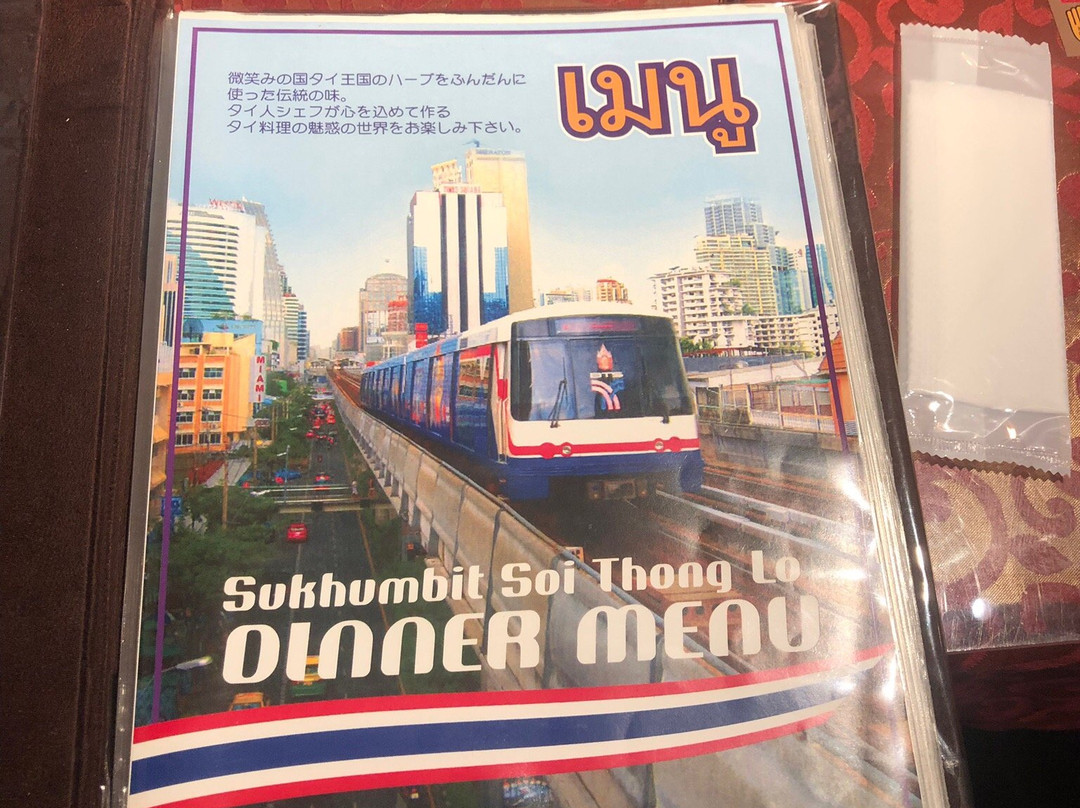 微笑みの国タイ王国のハーブをふんだんに
使った伝統の味。
タイ人シェフが心を込めて作る
タイ料理の魅惑の世界をお楽しみ下さい。
เมนู
MIAMI
Sukhumbit Soi Thong Lo
DINNER MENU